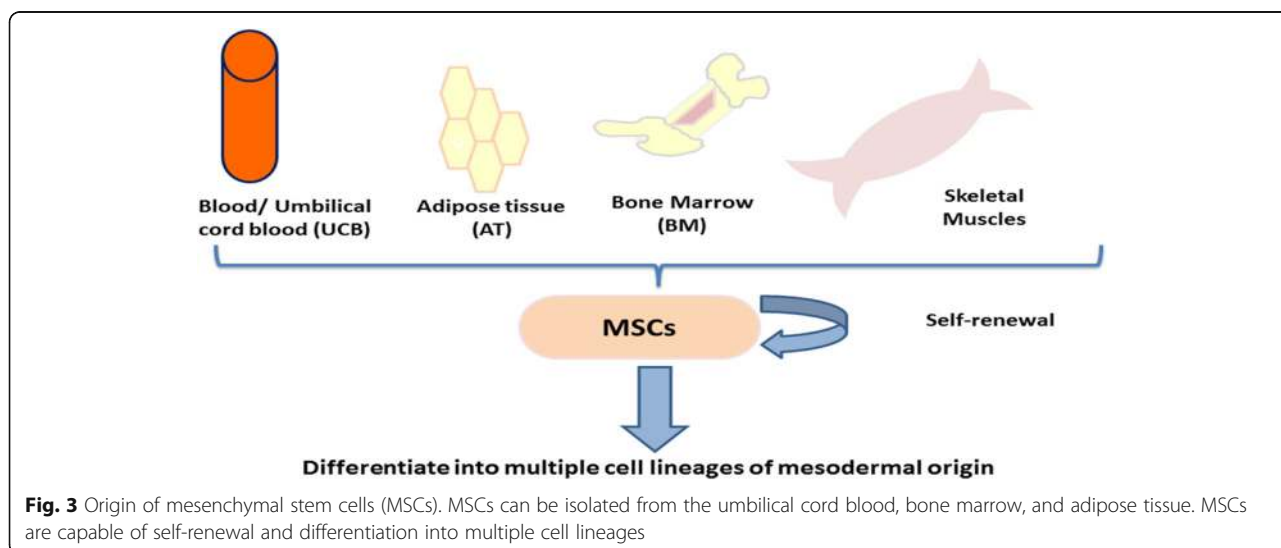 Blood/ Umbilical
cord blood (UCB)
Adipose tissue
(AT)
Bone Marrow
(BM)
Skeletal
Muscles
MSCs
Self-renewal
Differentiate into multiple cell lineages of mesodermal origin
Fig. 3 Origin of mesenchymal stem cells (MSCs). MSCs can be isolated from the umbilical cord blood, bone marrow, and adipose tissue. MSCs
are capable of self-renewal and differentiation into multiple cell lineages